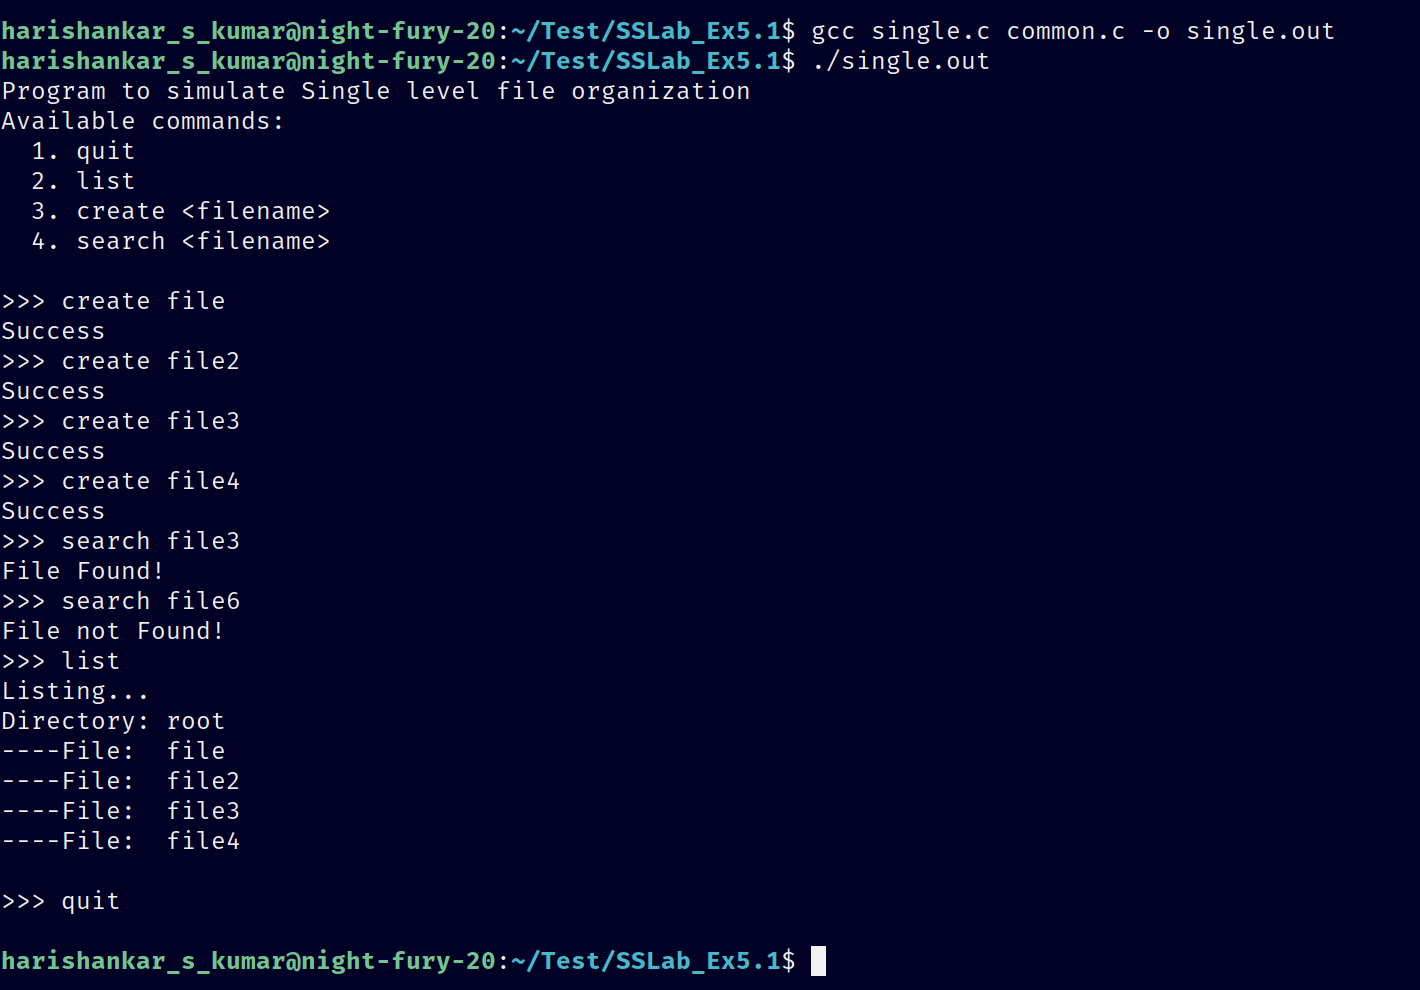 harishankar_s_kumar@night-fury-20:~/Test/SSLab_Ex5.1$ gcc single.c common.c -o single.out
harishankar_s_kumar@night-fury-20:~/Test/SSLab_Ex5.1$ ./single.out
Program to simulate Single level file organization
Available commands:
  1. quit
  2. list
  3. create <filename>
  4. search <filename>

>>> create file
Success
>>> create file2
Success
>>> create file3
Success
>>> create file4
Success
>>> search file3
File Found!
>>> search file6
File not Found!
>>> list
Listing...
Directory: root
----File:  file
----File:  file2
----File:  file3
----File:  file4

>>> quit

harishankar_s_kumar@night-fury-20:~/Test/SSLab_Ex5.1$